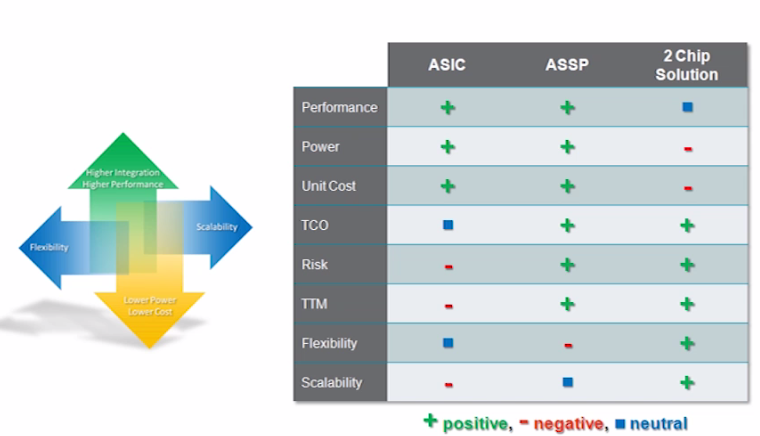 Higher Integration
Higher Performance
Flexibility
Scalability
Lower Power
Lower Cost
ASIC ASSP 2 Chip Solution
Performance + + ■
Power + + -
Unit Cost + + -
TCO ■ + +
Risk - + +
TTM - + +
Flexibility ■ - +
Scalability - ■ +
+ positive, - negative, ■ neutral